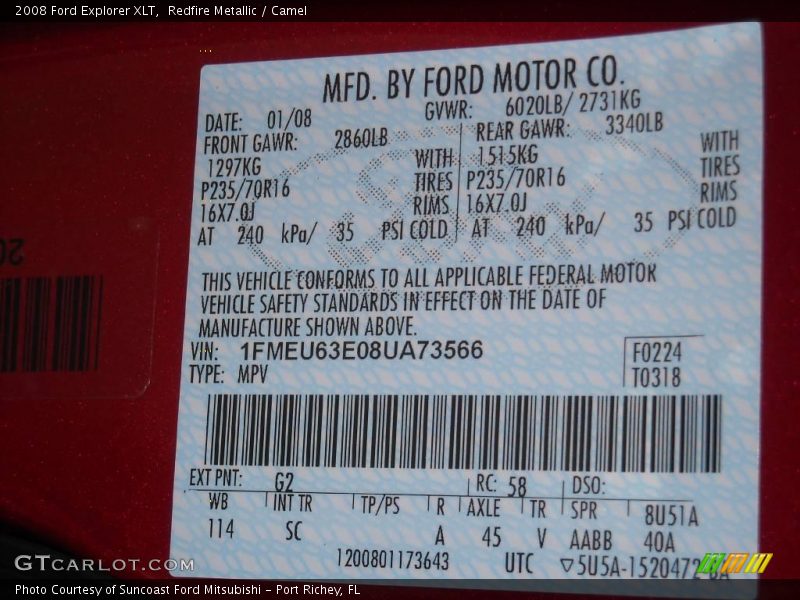 2008 Ford Explorer XLT,  Redfire Metallic / Camel
MFD. BY FORD MOTOR CO.
DATE: 01/08 GVWR: 6020LB/ 2731KG
FRONT GAWR: 2860LB REAR GAWR: 3340LB
1297KG WITH 1515KG WITH
P235/70R16 TIRES P235/70R16 TIRES
16X7.0J RIMS 16X7.0J RIMS
AT 240 kPa/ 35 PSI COLD AT 240 kPa/ 35 PSI COLD
THIS VEHICLE CONFORMS TO ALL APPLICABLE FEDERAL MOTOR
VEHICLE SAFETY STANDARDS IN EFFECT ON THE DATE OF
MANUFACTURE SHOWN ABOVE.
VIN: 1FMEU63E08UA73566 F0224
TYPE: MPV T0318
EXT PNT: G2 RC: 58 DSO:
WB INT TR TP/PS R AXLE TR SPR 8U51A
114 SC A 45 V AABB 40A
1200801173643 UTC ▽5U5A-1520472-
GTCARLOT.COM
Photo Courtesy of Suncoast Ford Mitsubishi - Port Richey, FL